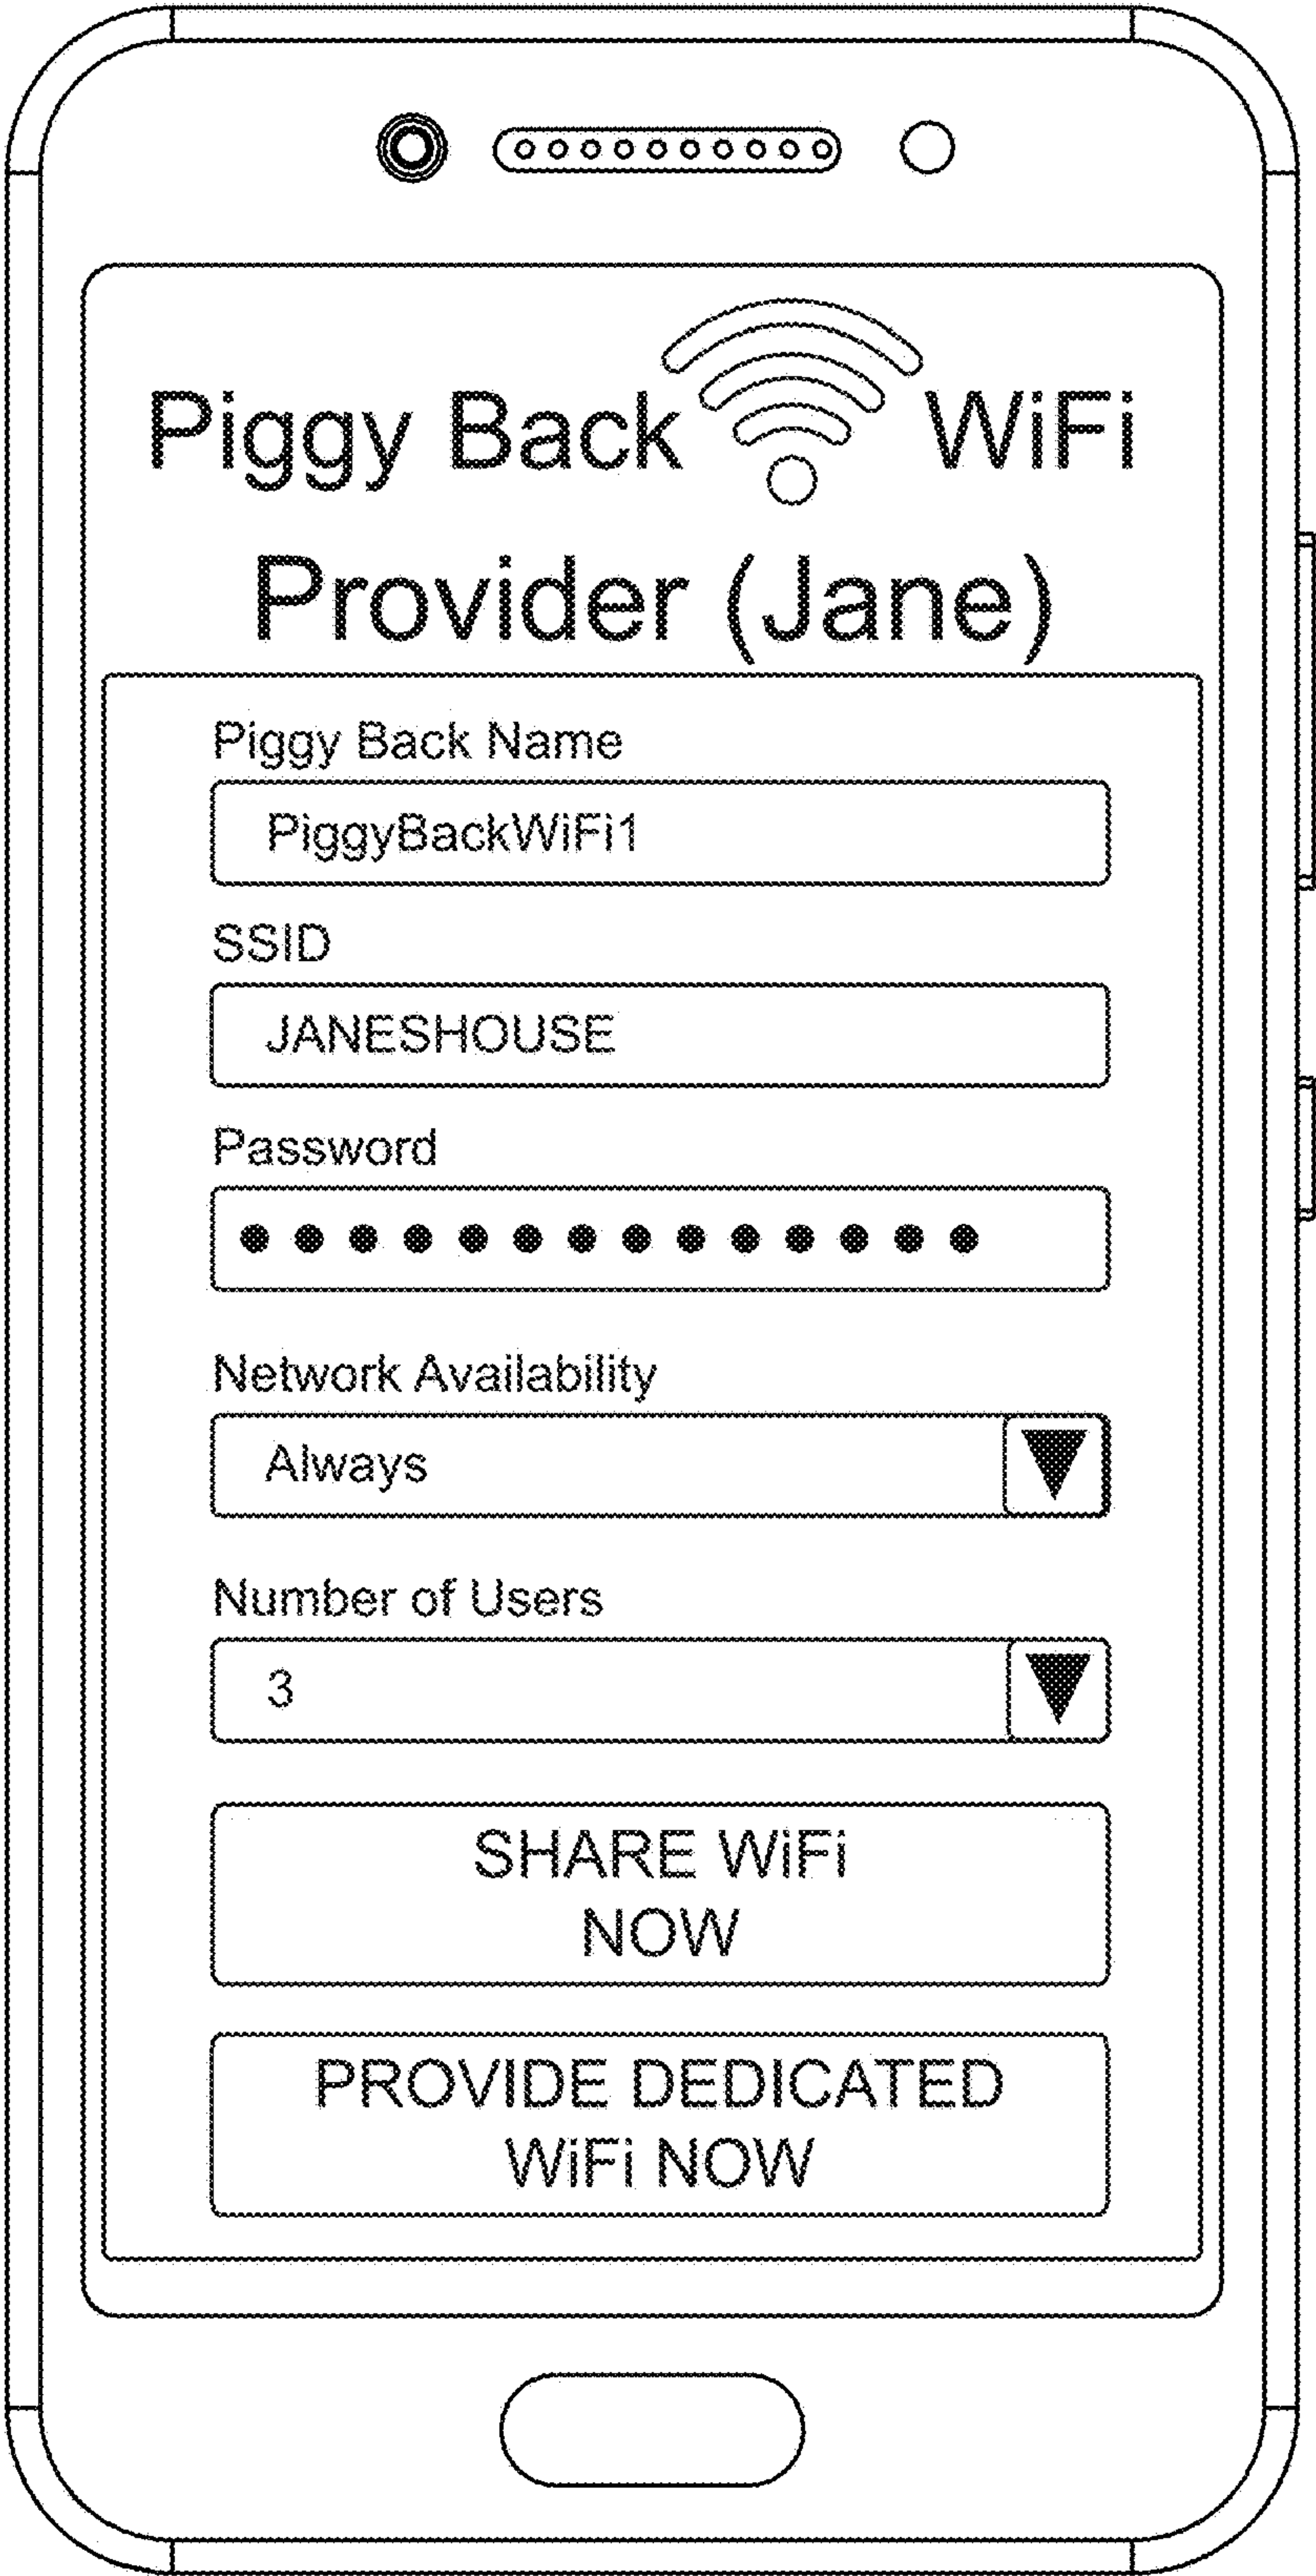 Piggy Back WiFi
Provider (Jane)
Piggy Back Name
PiggyBackWiFi1
SSID
JANESHOUSE
Password
●●●●●●●●●●●●●●
Network Availability
Always
Number of Users
3
SHARE WiFi
NOW
PROVIDE DEDICATED
WiFi NOW